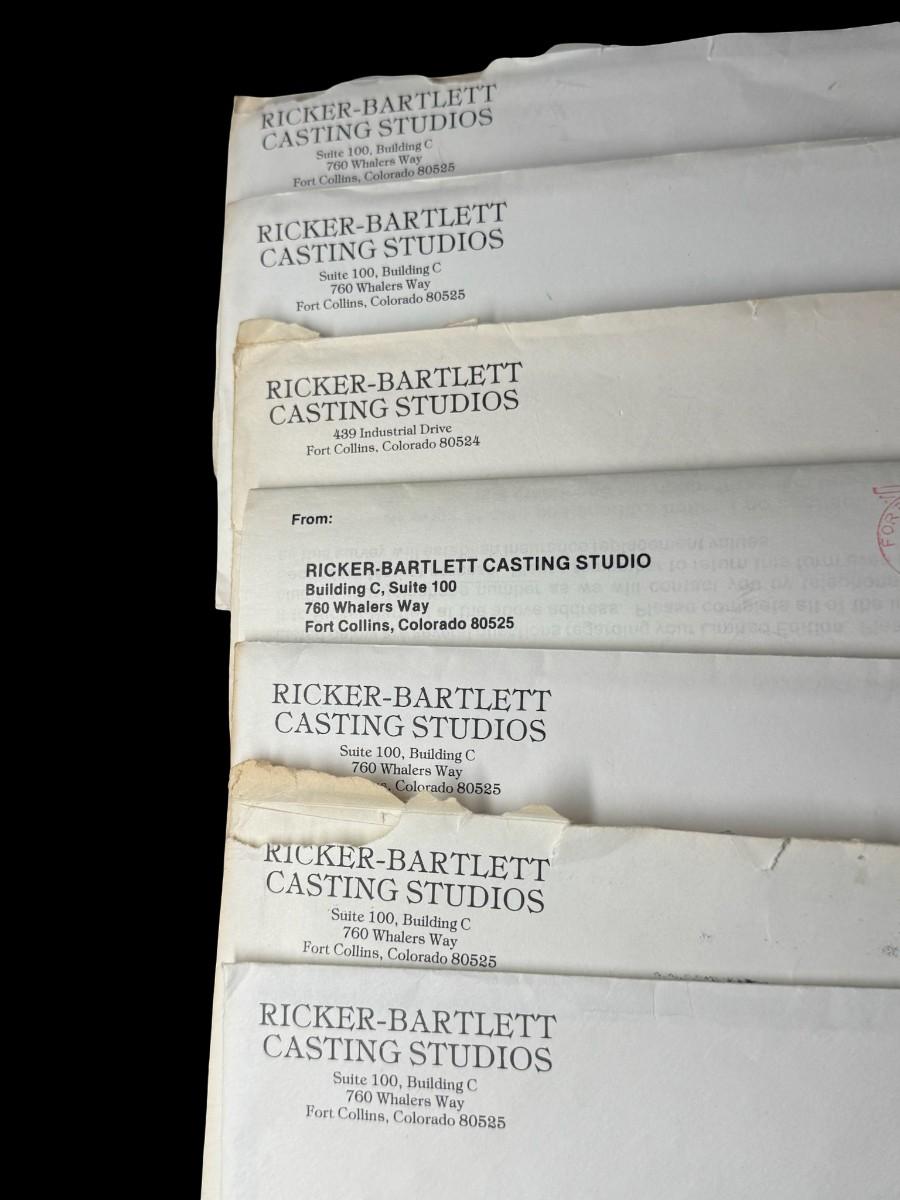 RICKER-BARTLETT
CASTING STUDIOS
Suite 100, Building C
760 Whalers Way
Fort Collins, Colorado 80525
RICKER-BARTLETT
CASTING STUDIOS
Suite 100, Building C
760 Whalers Way
Fort Collins, Colorado 80525
RICKER-BARTLETT
CASTING STUDIOS
439 Industrial Drive
Fort Collins, Colorado 80524
From:
RICKER-BARTLETT CASTING STUDIO
Building C, Suite 100
760 Whalers Way
Fort Collins, Colorado 80525
FOR
RICKER-BARTLETT
CASTING STUDIOS
Suite 100, Building C
760 Whalers Way
Colorado 80525
RICKER-BARTLETT
CASTING STUDIOS
Suite 100, Building C
760 Whalers Way
Fort Collins, Colorado 80525
RICKER-BARTLETT
CASTING STUDIOS
Suite 100, Building C
760 Whalers Way
Fort Collins, Colorado 80525